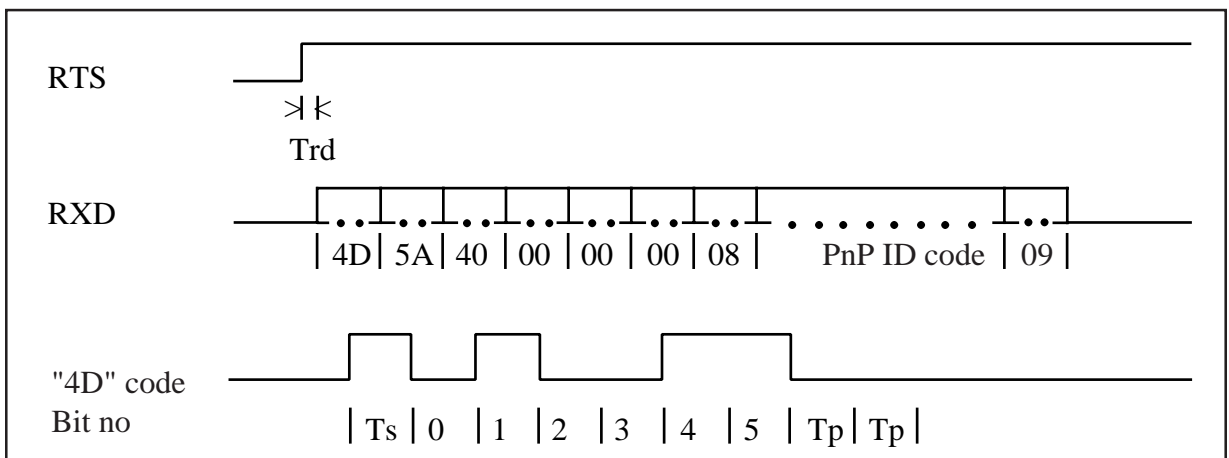 RTS
Trd
RXD
4D 5A 40 00 00 00 08 PnP ID code 09
"4D" code
Bit no Ts 0 1 2 3 4 5 Tp Tp